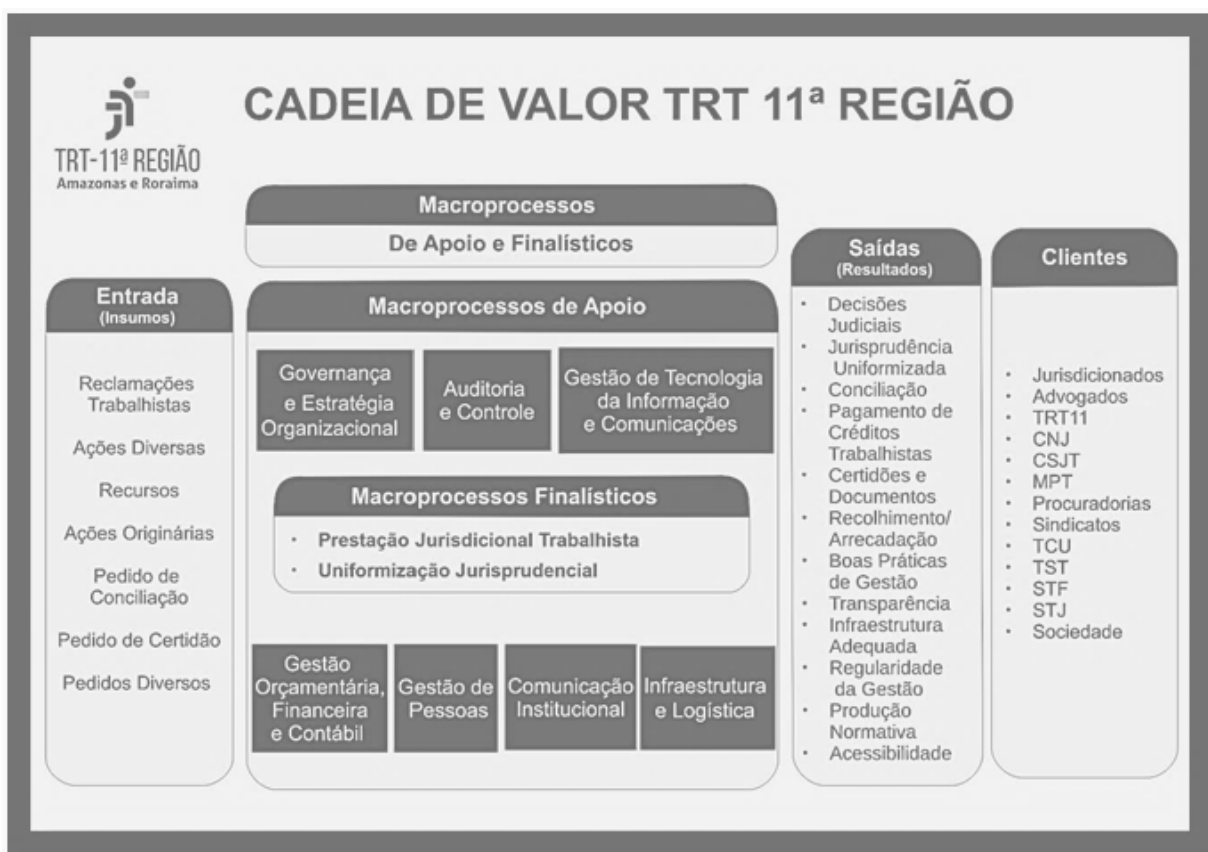 CADEIA DE VALOR TRT 11ª REGIÃO
TRT-11ª REGIÃO
Amazonas e Roraima
Macroprocessos
De Apoio e Finalísticos
Entrada
(Insumos)
Reclamações
Trabalhistas
Ações Diversas
Recursos
Ações Originárias
Pedido de
Conciliação
Pedido de Certidão
Pedidos Diversos
Macroprocessos de Apoio
Governança
e Estratégia
Organizacional
Auditoria
e Controle
Gestão de Tecnologia
da Informação
e Comunicações
Macroprocessos Finalísticos
• Prestação Jurisdicional Trabalhista
• Uniformização Jurisprudencial
Gestão
Orçamentária,
Financeira
e Contábil
Gestão de
Pessoas
Comunicação
Institucional
Infraestrutura
e Logística
Saídas
(Resultados)
• Decisões
Judiciais
• Jurisprudência
Uniformizada
• Conciliação
• Pagamento de
Créditos
Trabalhistas
• Certidões e
Documentos
• Recolhimento/
Arrecadação
• Boas Práticas
de Gestão
• Transparência
• Infraestrutura
Adequada
• Regularidade
da Gestão
• Produção
Normativa
• Acessibilidade
Clientes
• Jurisdicionados
• Advogados
• TRT11
• CNJ
• CSJT
• MPT
• Procuradorias
• Sindicatos
• TCU
• TST
• STF
• STJ
• Sociedade